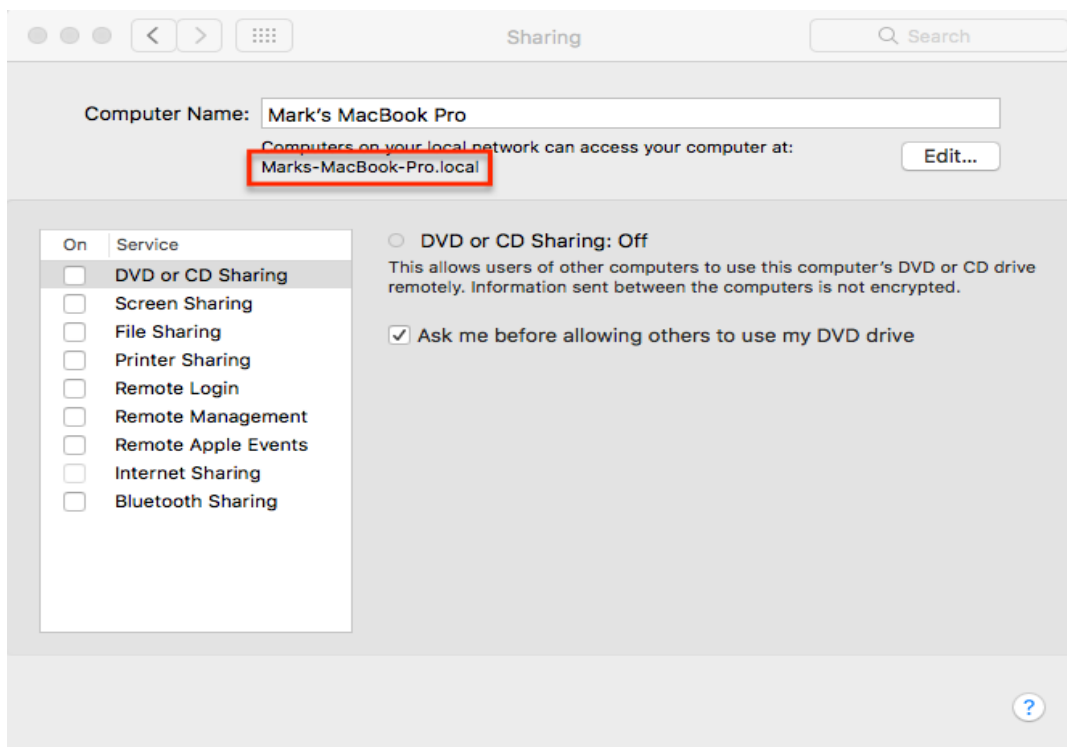 Sharing
Search
Computer Name: Mark's MacBook Pro
Computers on your local network can access your computer at:
Marks-MacBook-Pro.local
Edit...
On Service
DVD or CD Sharing
Screen Sharing
File Sharing
Printer Sharing
Remote Login
Remote Management
Remote Apple Events
Internet Sharing
Bluetooth Sharing
DVD or CD Sharing: Off
This allows users of other computers to use this computer's DVD or CD drive
remotely. Information sent between the computers is not encrypted.
Ask me before allowing others to use my DVD drive
?